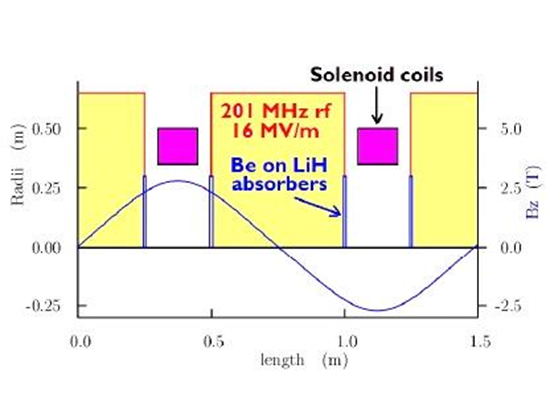 Solenoid coils
201 MHz rf
16 MV/m
Be on LiH
absorbers
Radii (m)
0.50
0.25
0.00
-0.25
5.0
2.5
0.0
-2.5
Bz (T)
0.0 0.5 1.0 1.5
length (m)